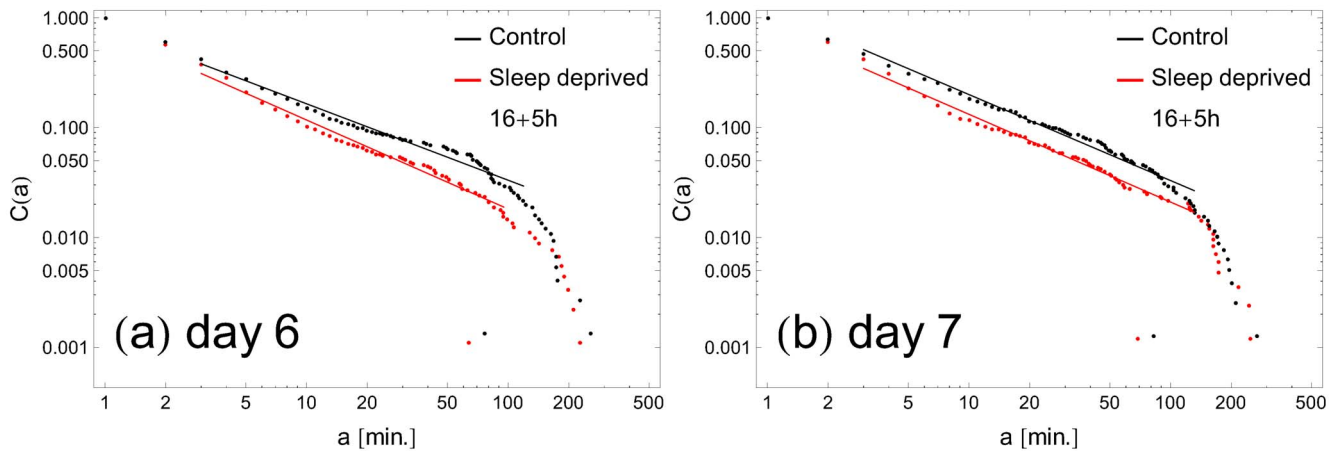 1.000
0.500
0.100
0.050
0.010
0.005
0.001
C(a)
Control
Sleep deprived
16+5h
(a) day 6
1 2 5 10 20 50 100 200 500
a [min.]
1.000
0.500
0.100
0.050
0.010
0.005
0.001
C(a)
Control
Sleep deprived
16+5h
(b) day 7
1 2 5 10 20 50 100 200 500
a [min.]